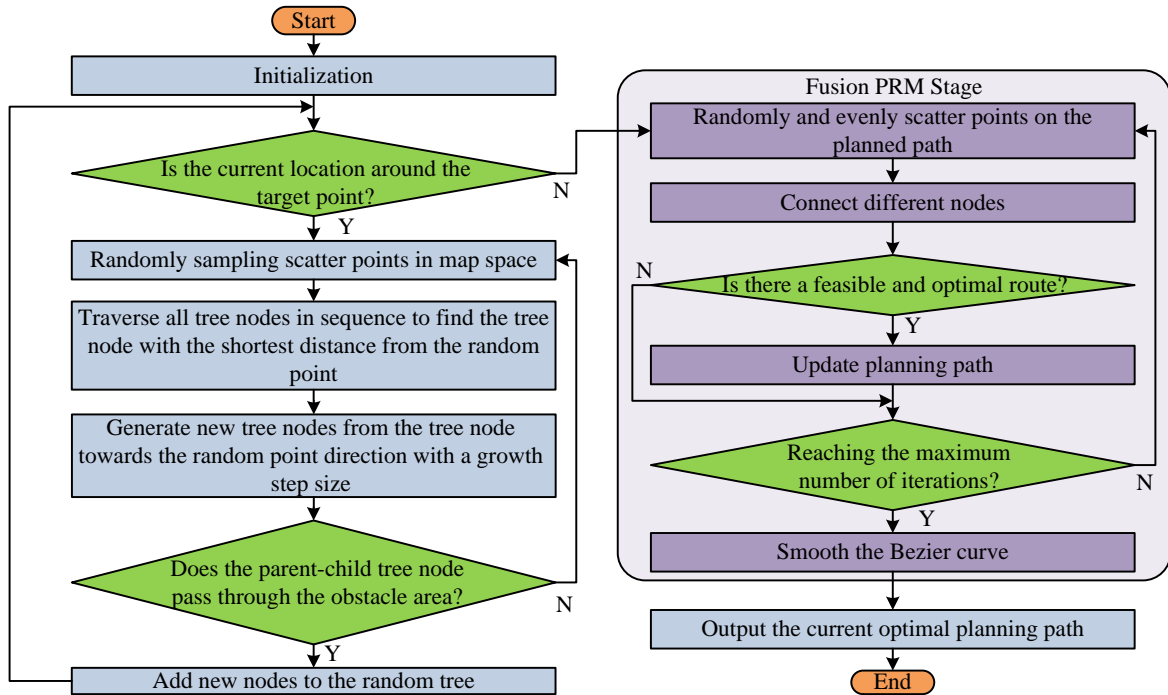 Start
Initialization
Is the current location around the
target point?
N
Y
Randomly sampling scatter points in map space
Traverse all tree nodes in sequence to find the tree
node with the shortest distance from the random
point
Generate new tree nodes from the tree node
towards the random point direction with a growth
step size
Does the parent-child tree node
pass through the obstacle area?
N
Y
Add new nodes to the random tree
Fusion PRM Stage
Randomly and evenly scatter points on the
planned path
Connect different nodes
N
Is there a feasible and optimal route?
Y
Update planning path
Reaching the maximum
number of iterations?
N
Y
Smooth the Bezier curve
Output the current optimal planning path
End